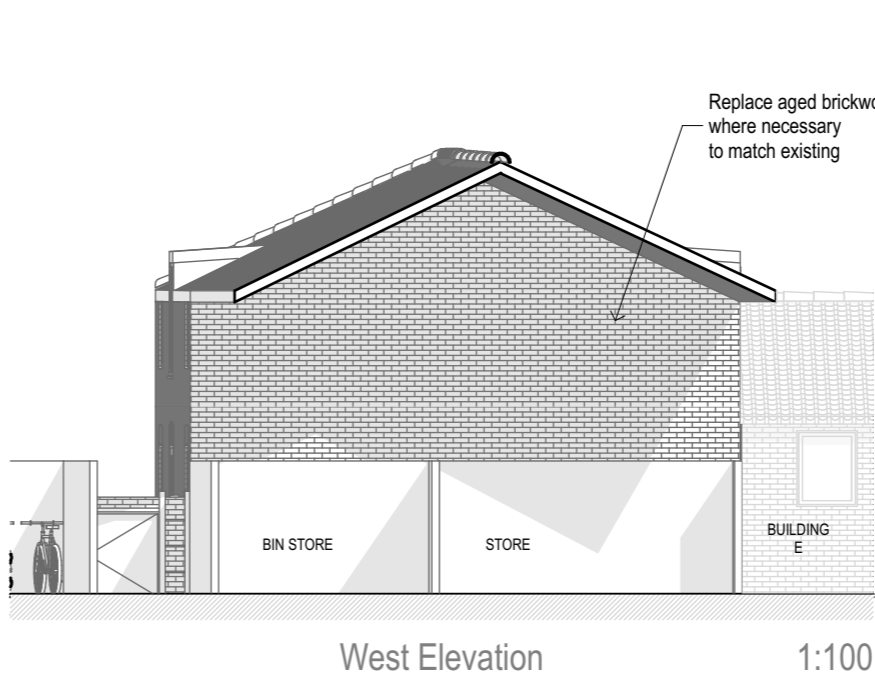 Replace aged brickwo
where necessary
to match existing
BIN STORE
STORE
BUILDING
E
West Elevation
1:100